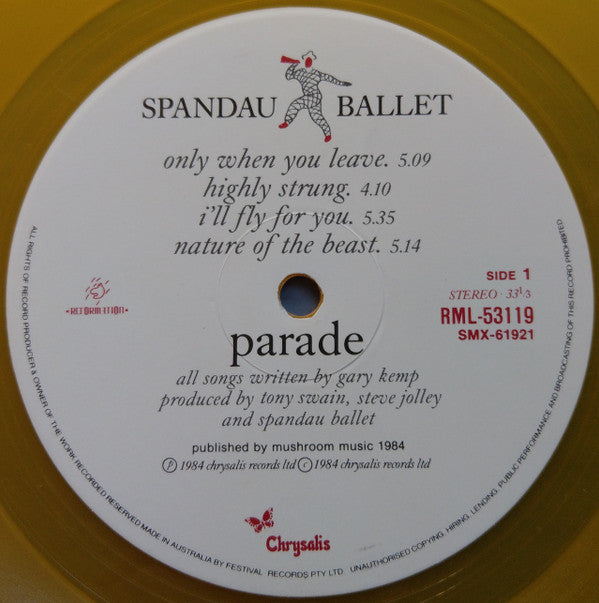 SPANDAU BALLET
only when you leave. 5.09
highly strung. 4.10
i'll fly for you. 5.35
nature of the beast. 5.14
SIDE 1
STEREO · 33⅓
RML-53119
SMX-61921
·REFORMATION·
parade
all songs written by gary kemp
produced by tony swain, steve jolley
and spandau ballet
published by mushroom music 1984
Ⓟ 1984 chrysalis records ltd Ⓒ 1984 chrysalis records ltd
Chrysalis
ALL RIGHTS OF RECORD PRODUCER & OWNER OF THE WORK RECORDED RESERVED MADE IN AUSTRALIA BY FESTIVAL RECORDS PTY LTD. UNAUTHORISED COPYING, HIRING, LENDING, PUBLIC PERFORMANCE AND BROADCASTING OF THIS RECORD PROHIBITED